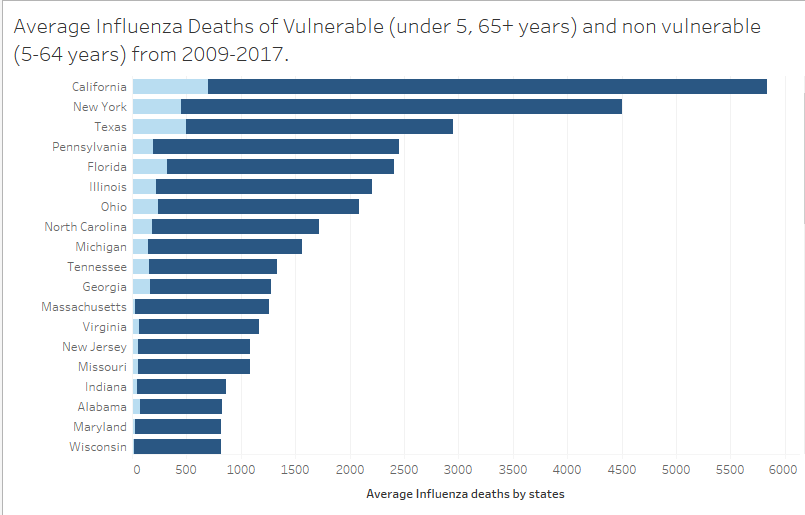 Average Influenza Deaths of Vulnerable (under 5, 65+ years) and non vulnerable
(5-64 years) from 2009-2017.
California
New York
Texas
Pennsylvania
Florida
Illinois
Ohio
North Carolina
Michigan
Tennessee
Georgia
Massachusetts
Virginia
New Jersey
Missouri
Indiana
Alabama
Maryland
Wisconsin
0 500 1000 1500 2000 2500 3000 3500 4000 4500 5000 5500 6000
Average Influenza deaths by states